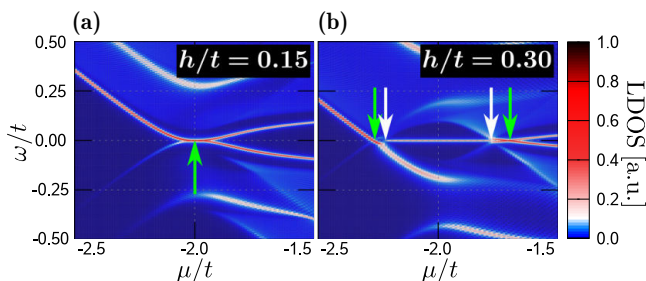 (a)
(b)
h/t = 0.15
h/t = 0.30
ω/t
0.50
0.25
0.00
-0.25
-0.50
-2.5
-2.0
-1.5
μ/t
-2.5
-2.0
-1.5
μ/t
1.0
0.8
0.6
0.4
0.2
0.0
LDOS [a.u.]